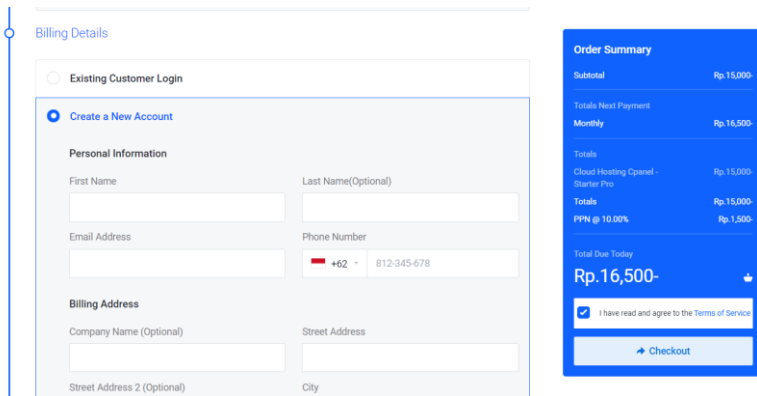 Billing Details
Existing Customer Login
Create a New Account
Personal Information
First Name
Last Name(Optional)
Email Address
Phone Number
+62
812-345-678
Billing Address
Company Name (Optional)
Street Address
Street Address 2 (Optional)
City
Order Summary
Subtotal Rp.15,000-
Totals Next Payment
Monthly Rp.16,500-
Totals
Cloud Hosting Cpanel - Rp.15,000-
Starter Pro
Totals Rp.15,000-
PPN @ 10.00% Rp.1,500-
Total Due Today
Rp.16,500-
I have read and agree to the Terms of Service
Checkout